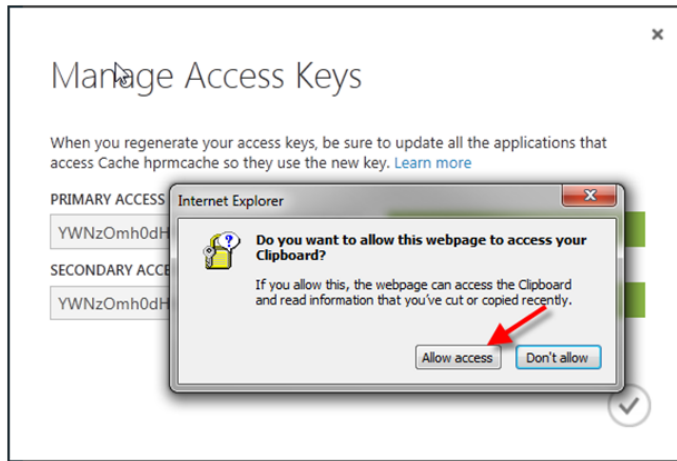 Manage Access Keys
When you regenerate your access keys, be sure to update all the applications that
access Cache hprmcache so they use the new key. Learn more
PRIMARY ACCESS
Internet Explorer
YWNzOmh0dH
Do you want to allow this webpage to access your
Clipboard?
SECONDARY ACCE
If you allow this, the webpage can access the Clipboard
and read information that you've cut or copied recently.
YWNzOmh0dH
Allow access
Don't allow